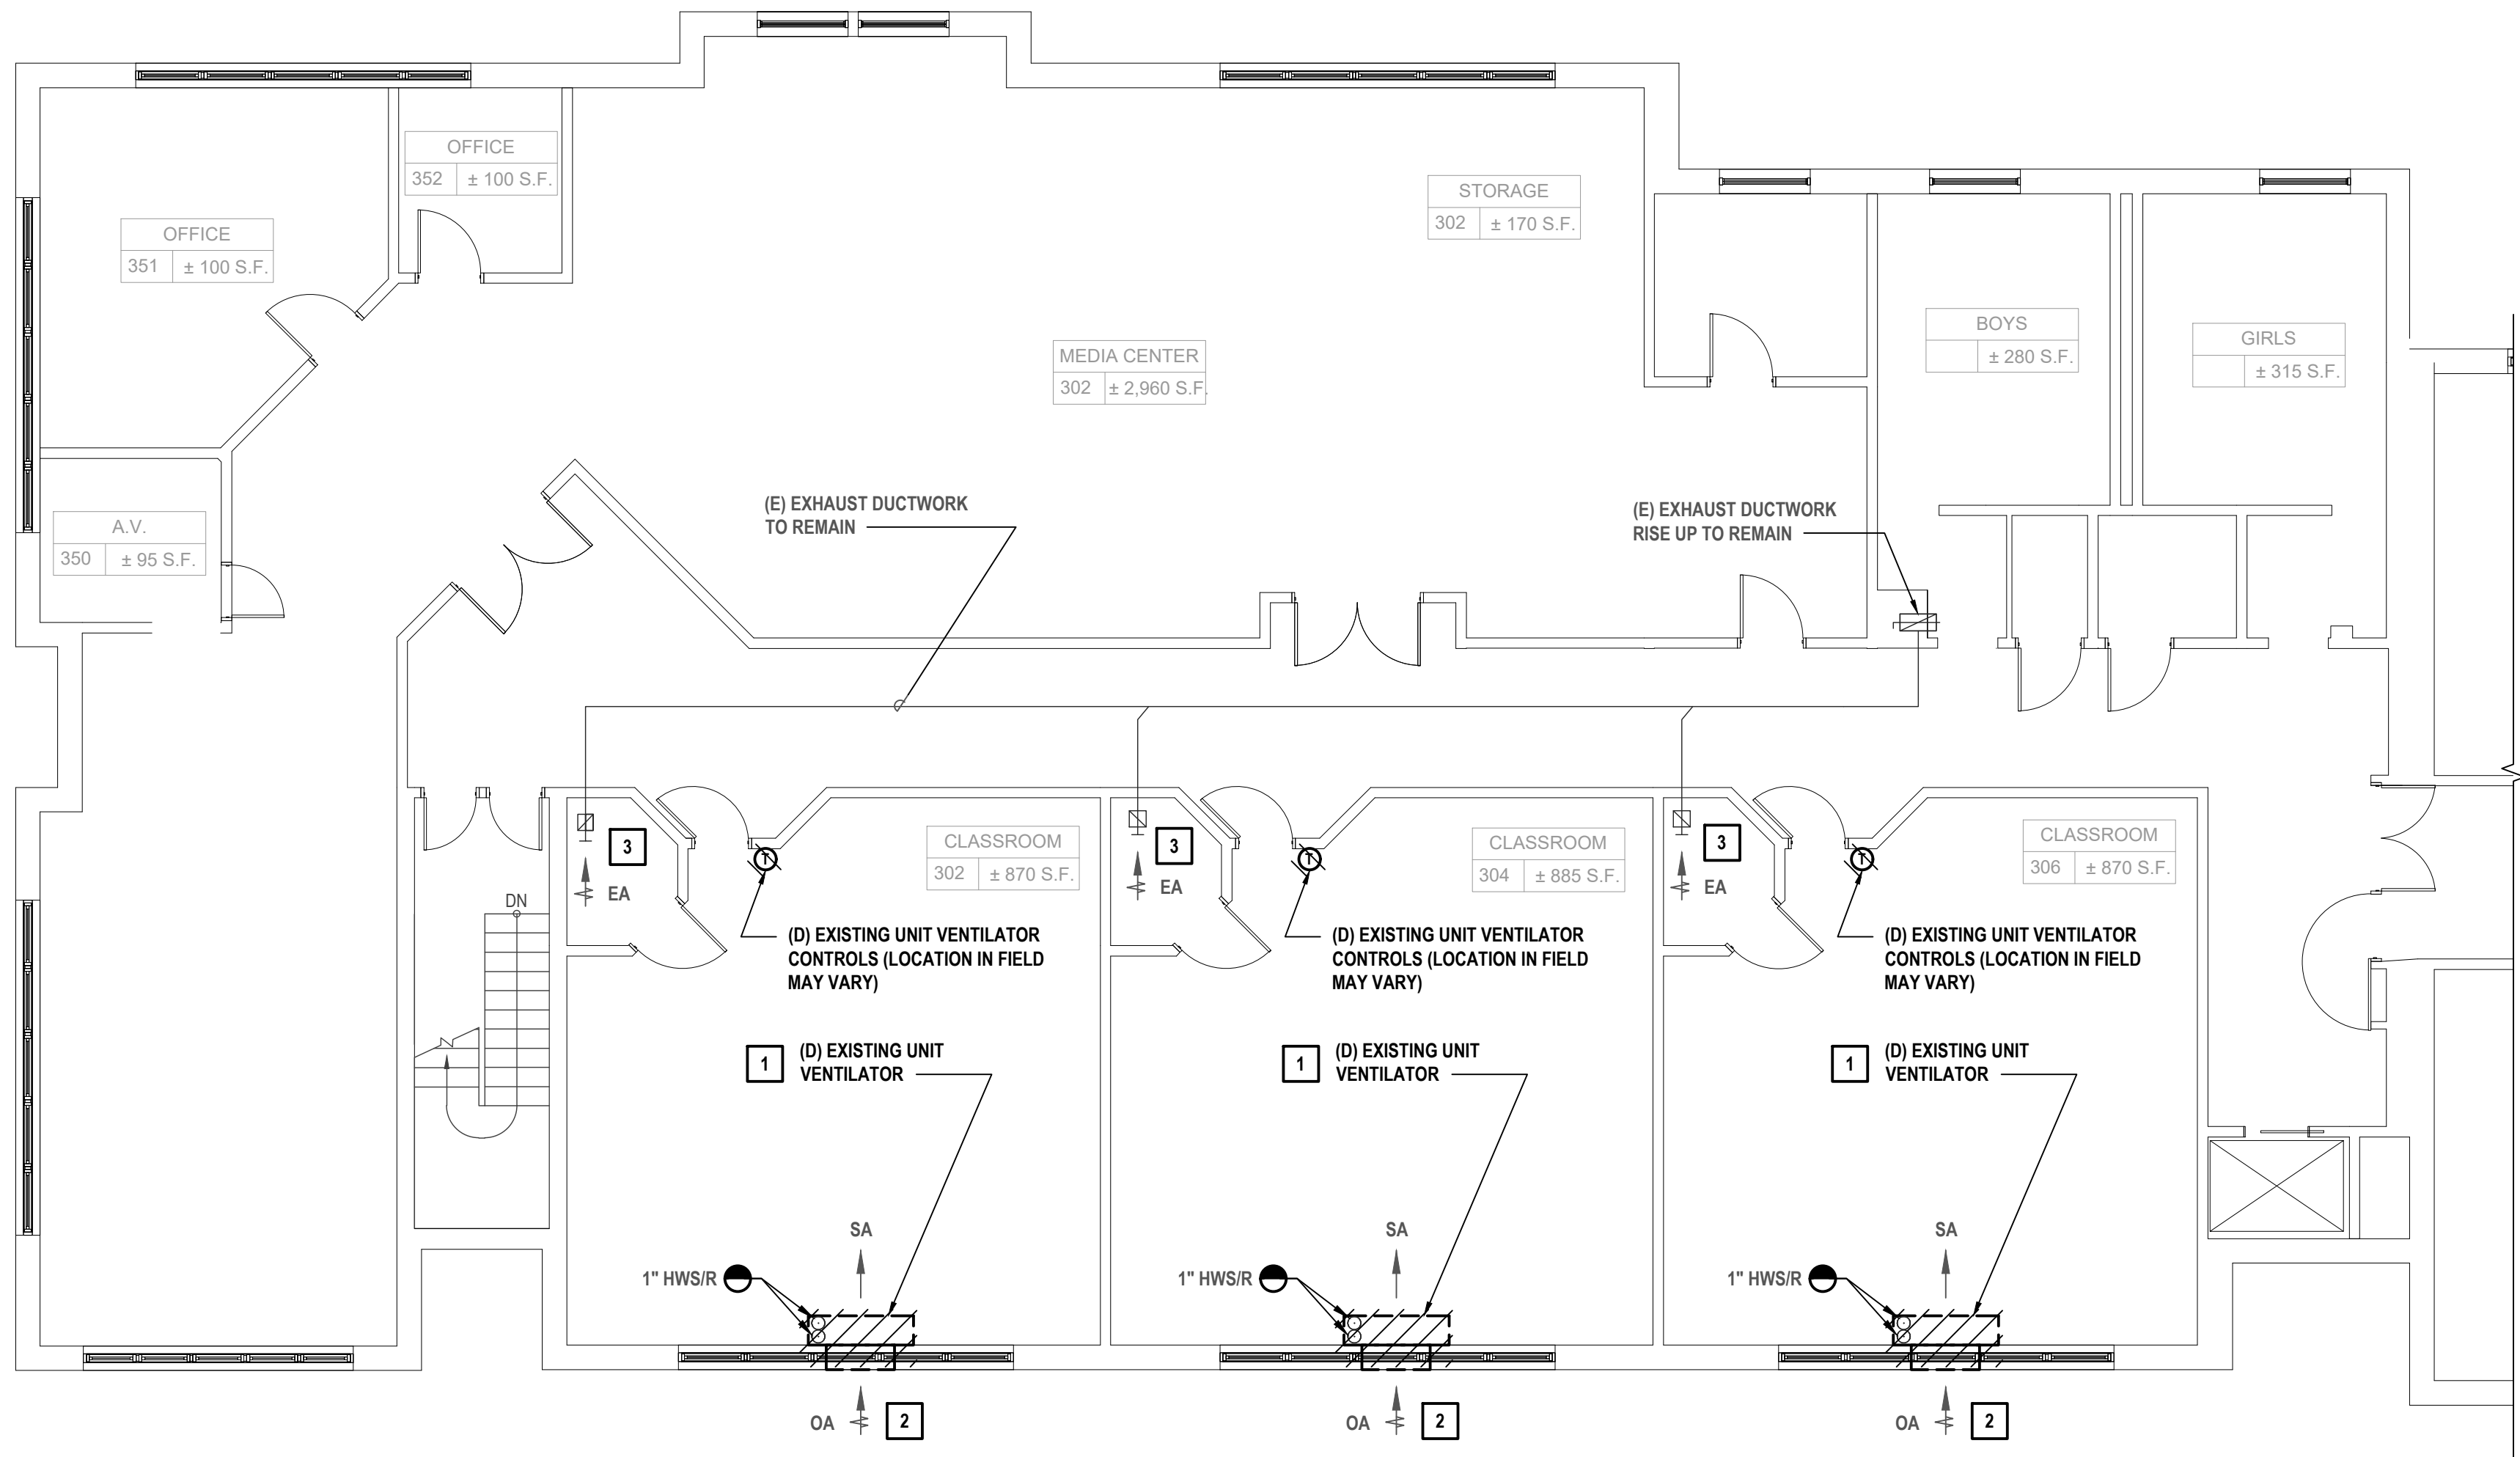 OFFICE
352 ± 100 S.F.
OFFICE
351 ± 100 S.F.
STORAGE
302 ± 170 S.F.
MEDIA CENTER
302 ± 2,960 S.F.
BOYS
± 280 S.F.
GIRLS
± 315 S.F.
A.V.
350 ± 95 S.F.
(E) EXHAUST DUCTWORK
TO REMAIN
(E) EXHAUST DUCTWORK
RISE UP TO REMAIN
3
EA
T
CLASSROOM
302 ± 870 S.F.
3
EA
T
CLASSROOM
304 ± 885 S.F.
3
EA
T
CLASSROOM
306 ± 870 S.F.
DN
(D) EXISTING UNIT VENTILATOR
CONTROLS (LOCATION IN FIELD
MAY VARY)
(D) EXISTING UNIT VENTILATOR
CONTROLS (LOCATION IN FIELD
MAY VARY)
(D) EXISTING UNIT VENTILATOR
CONTROLS (LOCATION IN FIELD
MAY VARY)
1
(D) EXISTING UNIT
VENTILATOR
1
(D) EXISTING UNIT
VENTILATOR
1
(D) EXISTING UNIT
VENTILATOR
SA
1" HWS/R
SA
1" HWS/R
SA
1" HWS/R
OA
2
OA
2
OA
2